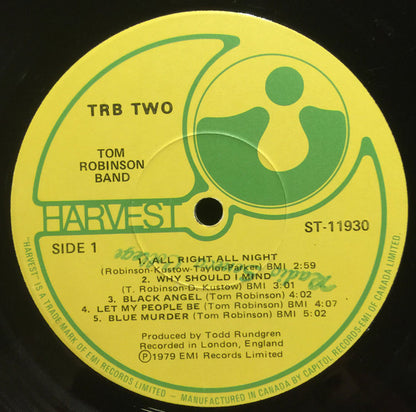 TRB TWO
TOM
ROBINSON
BAND
HARVEST
ST-11930
SIDE 1
1. ALL RIGHT ALL NIGHT
(Robinson-Kustow-Taylor-Parker) BMI 2:59
2. WHY SHOULD I MIND
(T. Robinson-D. Kustow) BMI 3:01
3. BLACK ANGEL (Tom Robinson) 4:02
4. LET MY PEOPLE BE (Tom Robinson) BMI 4:07
5. BLUE MURDER (Tom Robinson) BMI 5:02
Radio
Produced by Todd Rundgren
Recorded in London, England
Ⓟ1979 EMI Records Limited
"HARVEST" IS A TRADE MARK OF EMI RECORDS LIMITED – MANUFACTURED IN CANADA BY CAPITOL RECORDS-EMI OF CANADA LIMITED.